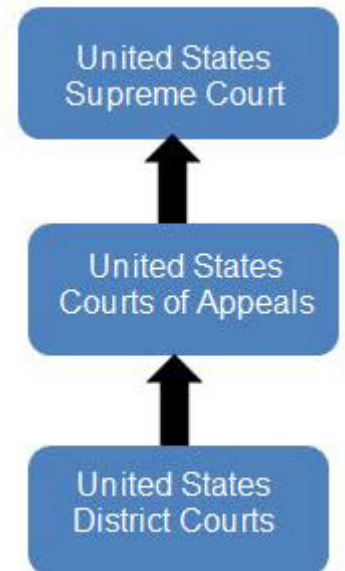 United States
Supreme Court
United States
Courts of Appeals
United States
District Courts